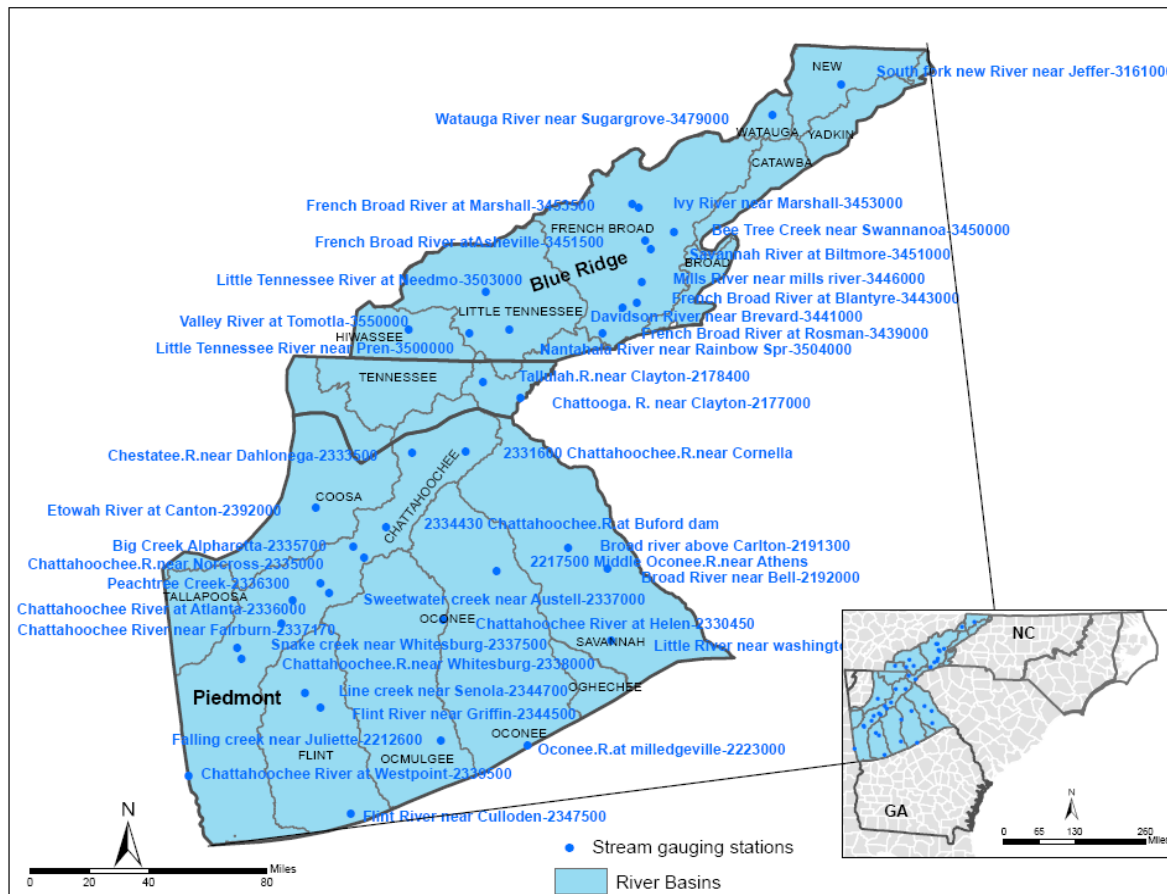 NEW
South fork new River near Jeffer-3161000
Watauga River near Sugargrove-3479000
WATAUGA
YADKIN
CATAWBA
French Broad River at Marshall-3453500
Ivy River near Marshall-3453000
FRENCH BROAD
Bee Tree Creek near Swannanoa-3450000
French Broad River atAsheville-3451500
Savannah River at Biltmore-3451000
BROAD
Blue Ridge
Little Tennessee River at Needmo-3503000
Mills River near mills river-3446000
French Broad River at Blantyre-3443000
LITTLE TENNESSEE
Davidson River near Brevard-3441000
Valley River at Tomotla-3550000
HIWASSEE
French Broad River at Rosman-3439000
Little Tennessee River near Pren-3500000
Nantahala River near Rainbow Spr-3504000
TENNESSEE
Tallulah.R.near Clayton-2178400
Chattooga. R. near Clayton-2177000
Chestatee.R.near Dahlonega-2333500
2331600 Chattahoochee.R.near Cornella
CHATTAHOOCHEE
COOSA
Etowah River at Canton-2392000
2334430 Chattahoochee.R.at Buford dam
Big Creek Alpharetta-2335700
Broad river above Carlton-2191300
Chattahoochee.R.near Norcross-2335000
2217500 Middle Oconee.R.near Athens
Broad River near Bell-2192000
Peachtree Creek-2336300
TALLAPOOSA
Sweetwater creek near Austell-2337000
Chattahoochee River at Atlanta-2336000
OCONEE
Chattahoochee River at Helen-2330450
Chattahoochee River near Fairburn-2337170
Snake creek near Whitesburg-2337500
SAVANNAH
Little River near washingto
Chattahoochee.R.near Whitesburg-2338000
OGHECHEE
Piedmont
Line creek near Senola-2344700
Flint River near Griffin-2344500
OCONEE
Falling creek near Juliette-2212600
FLINT
OCMULGEE
Oconee.R.at milledgeville-2223000
Chattahoochee River at Westpoint-2339500
Flint River near Culloden-2347500
N
Miles
0 20 40 60 80
Stream gauging stations
River Basins
NC
GA
N
0 65 130 260
Miles